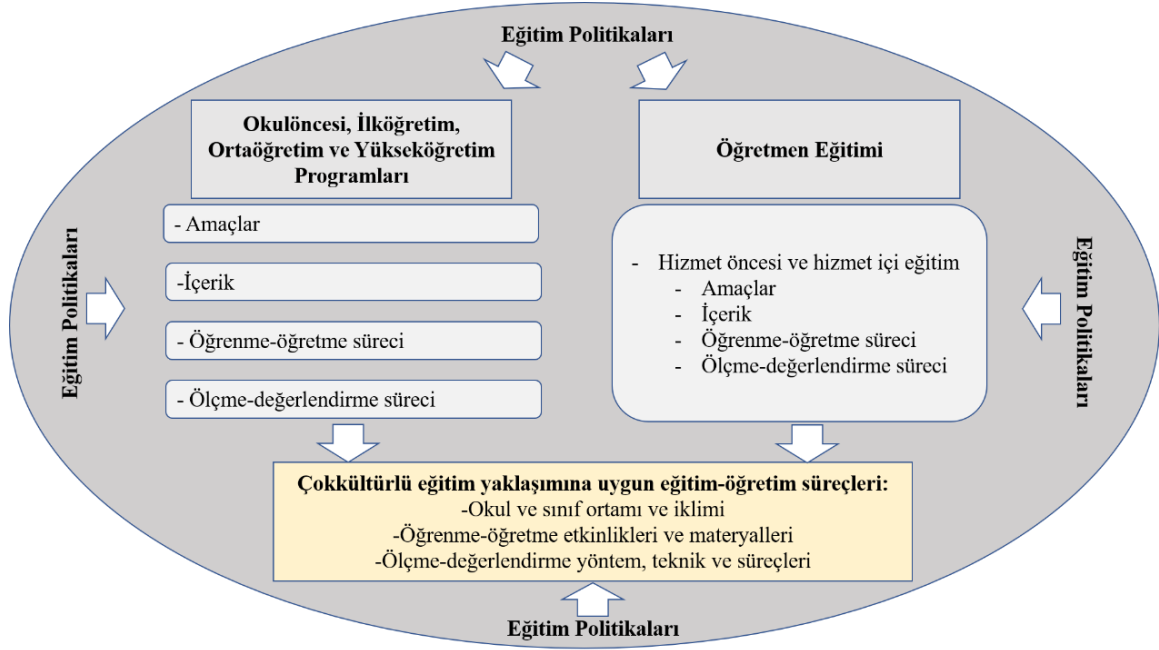 Eğitim Politikaları
Okulöncesi, İlköğretim,
Ortaöğretim ve Yükseköğretim
Programları
- Amaçlar
-İçerik
- Öğrenme-öğretme süreci
- Ölçme-değerlendirme süreci
Öğretmen Eğitimi
- Hizmet öncesi ve hizmet içi eğitim
- Amaçlar
- İçerik
- Öğrenme-öğretme süreci
- Ölçme-değerlendirme süreci
Eğitim Politikaları
Eğitim Politikaları
Çokkültürlü eğitim yaklaşımına uygun eğitim-öğretim süreçleri:
-Okul ve sınıf ortamı ve iklimi
-Öğrenme-öğretme etkinlikleri ve materyalleri
-Ölçme-değerlendirme yöntem, teknik ve süreçleri
Eğitim Politikaları